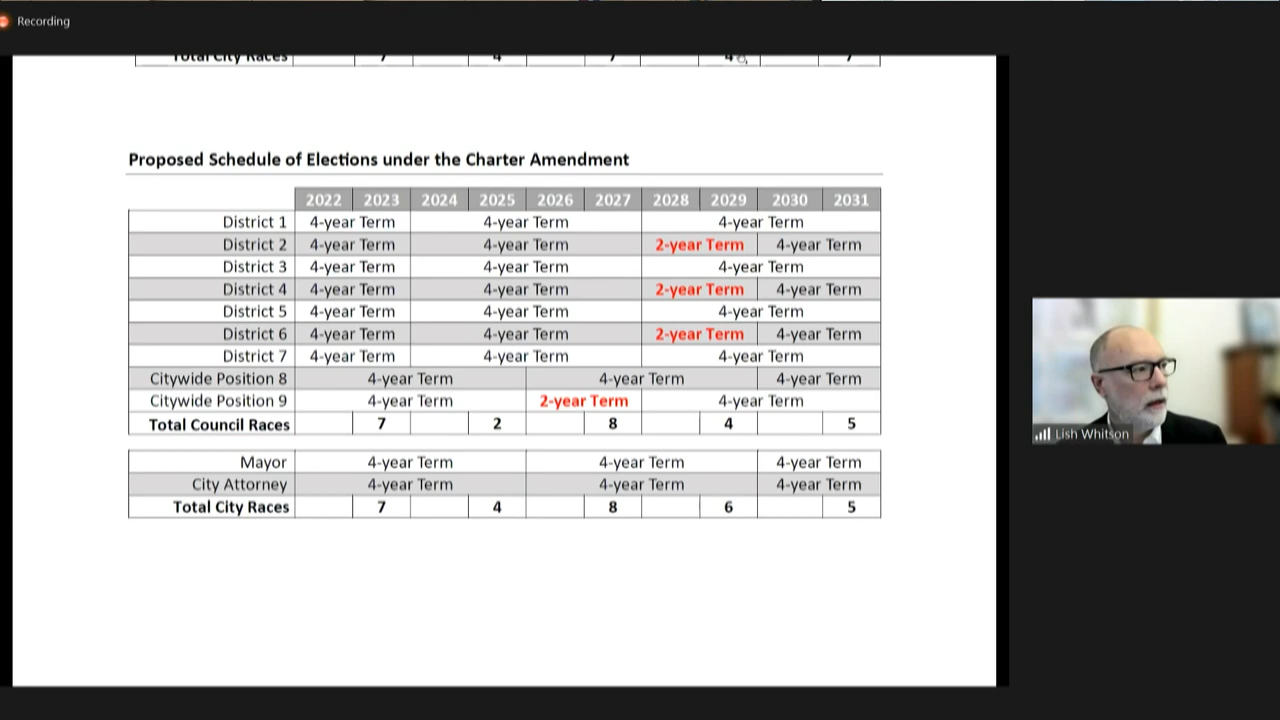 Recording
Total City Races 7 4 7 4 7
Proposed Schedule of Elections under the Charter Amendment
2022 2023 2024 2025 2026 2027 2028 2029 2030 2031
District 1 4-year Term 4-year Term 4-year Term
District 2 4-year Term 4-year Term 2-year Term 4-year Term
District 3 4-year Term 4-year Term 4-year Term
District 4 4-year Term 4-year Term 2-year Term 4-year Term
District 5 4-year Term 4-year Term 4-year Term
District 6 4-year Term 4-year Term 2-year Term 4-year Term
District 7 4-year Term 4-year Term 4-year Term
Citywide Position 8 4-year Term 4-year Term 4-year Term
Citywide Position 9 4-year Term 2-year Term 4-year Term
Total Council Races 7 2 8 4 5
Mayor 4-year Term 4-year Term 4-year Term
City Attorney 4-year Term 4-year Term 4-year Term
Total City Races 7 4 8 6 5
Lish Whitson